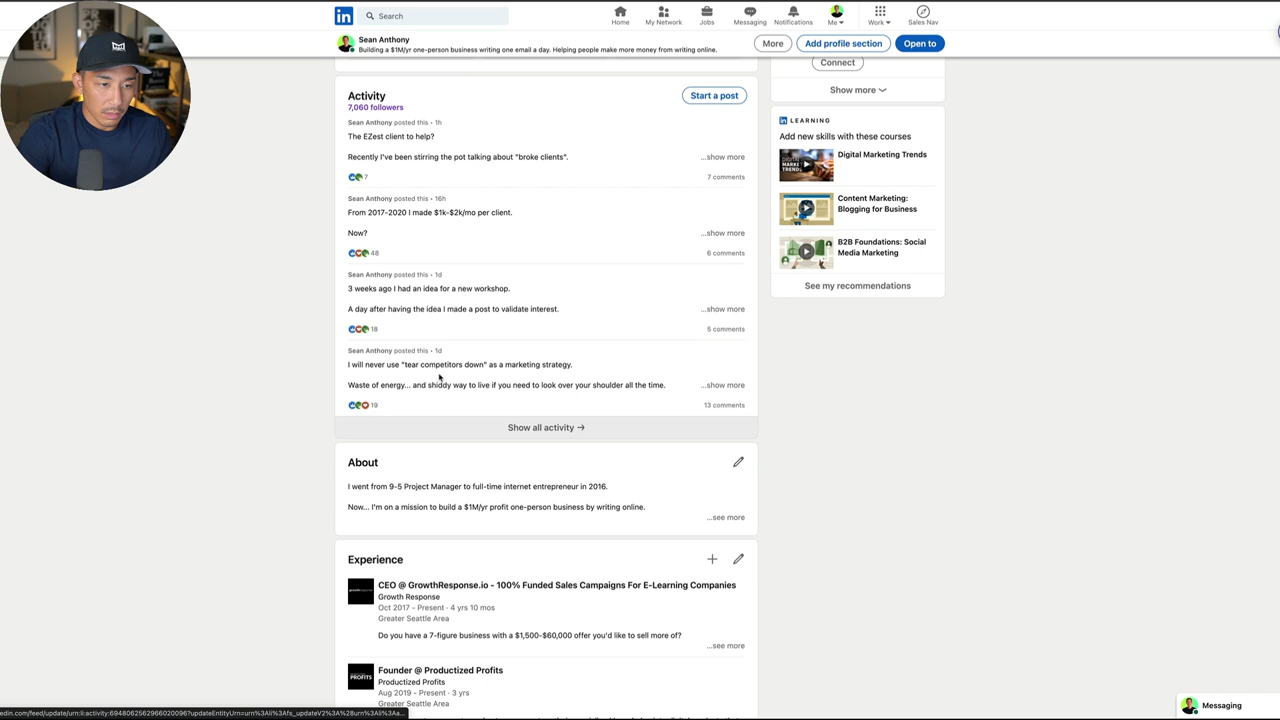 Search
Home
My Network
Jobs
Messaging
Notifications
Me
Work
Sales Nav
Sean Anthony
Building a $1M/yr one-person business writing one email a day. Helping people make more money from writing online.
More
Add profile section
Open to
Activity
7,060 followers
Start a post
Sean Anthony posted this • 1h
The EZest client to help?
Recently I've been stirring the pot talking about "broke clients".
...show more
7
7 comments
Sean Anthony posted this • 16h
From 2017-2020 I made $1k-$2k/mo per client.
Now?
...show more
48
6 comments
Sean Anthony posted this • 1d
3 weeks ago I had an idea for a new workshop.
A day after having the idea I made a post to validate interest.
...show more
18
5 comments
Sean Anthony posted this • 1d
I will never use "tear competitors down" as a marketing strategy.
Waste of energy... and shiddy way to live if you need to look over your shoulder all the time.
...show more
19
13 comments
Show all activity →
About
I went from 9-5 Project Manager to full-time internet entrepreneur in 2016.
Now... I'm on a mission to build a $1M/yr profit one-person business by writing online.
...see more
Experience
CEO @ GrowthResponse.io - 100% Funded Sales Campaigns For E-Learning Companies
Growth Response
Oct 2017 - Present · 4 yrs 10 mos
Greater Seattle Area
Do you have a 7-figure business with a $1,500-$60,000 offer you'd like to sell more of?
...see more
PROFITS
Founder @ Productized Profits
Productized Profits
Aug 2019 - Present · 3 yrs
Greater Seattle Area
Connect
Show more
in LEARNING
Add new skills with these courses
Digital Marketing Trends
Content Marketing:
Blogging for Business
B2B Foundations: Social
Media Marketing
See my recommendations
Messaging